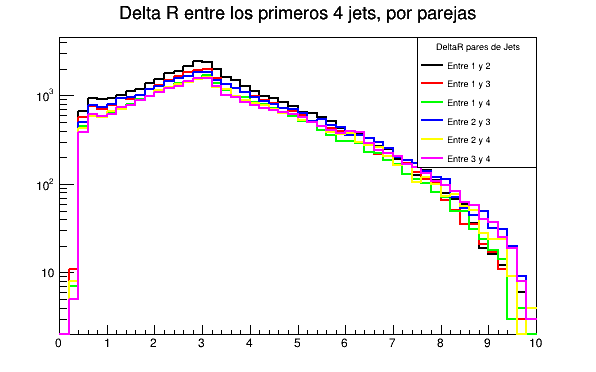 Delta R entre los primeros 4 jets, por parejas
DeltaR pares de Jets
Entre 1 y 2
Entre 1 y 3
Entre 1 y 4
Entre 2 y 3
Entre 2 y 4
Entre 3 y 4
10³
10²
10
0 1 2 3 4 5 6 7 8 9 10